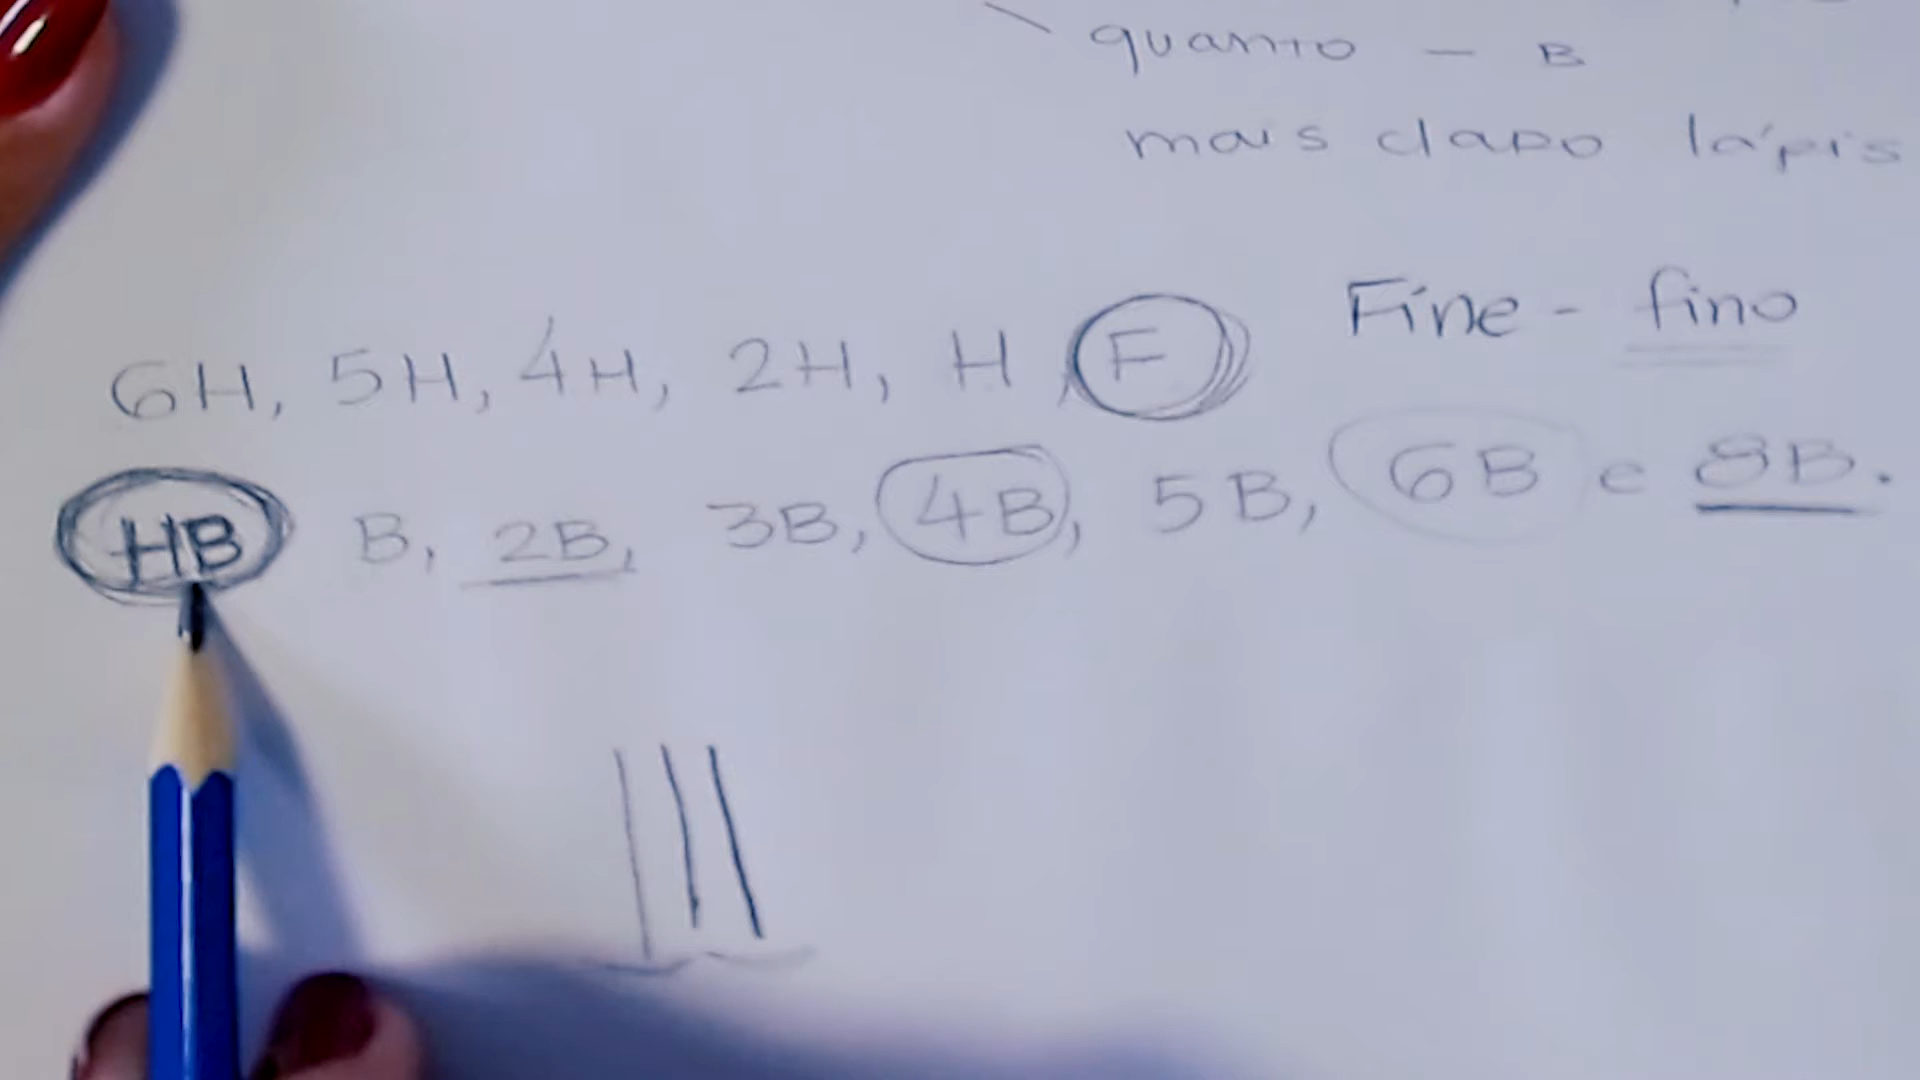 quanto - B
mais claro lápis
Fine - fino
6H, 5H, 4H, 2H, H, F
HB B, 2B, 3B, 4B, 5B, 6B e 8B.